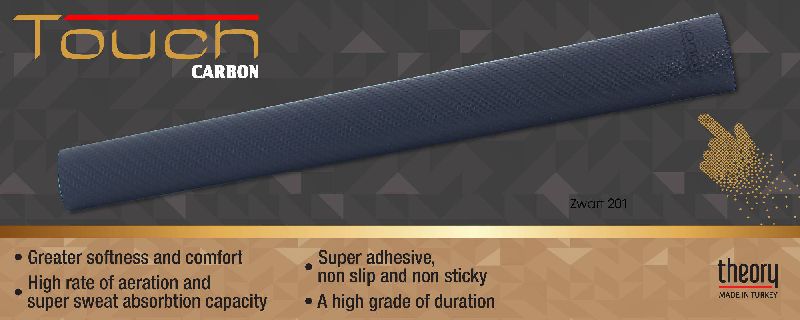 Touch
CARBON
Zwart 201
• Greater softness and comfort
• High rate of aeration and
super sweat absorbtion capacity
• Super adhesive,
non slip and non sticky
• A high grade of duration
theory
MADE IN TURKEY